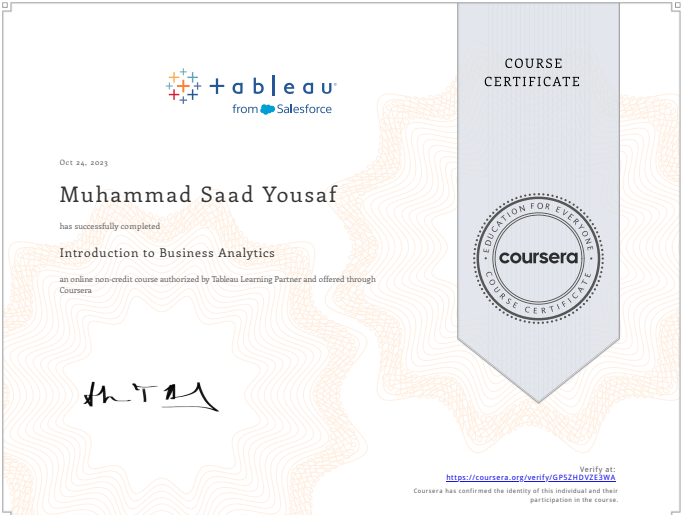 COURSE
CERTIFICATE
+ableau
from Salesforce
Oct 24, 2023
Muhammad Saad Yousaf
has successfully completed
Introduction to Business Analytics
an online non-credit course authorized by Tableau Learning Partner and offered through
Coursera
EDUCATION FOR EVERYONE
coursera
COURSE CERTIFICATE
Verify at:
https://coursera.org/verify/GP5ZHDVZE3WA
Coursera has confirmed the identity of this individual and their
participation in the course.